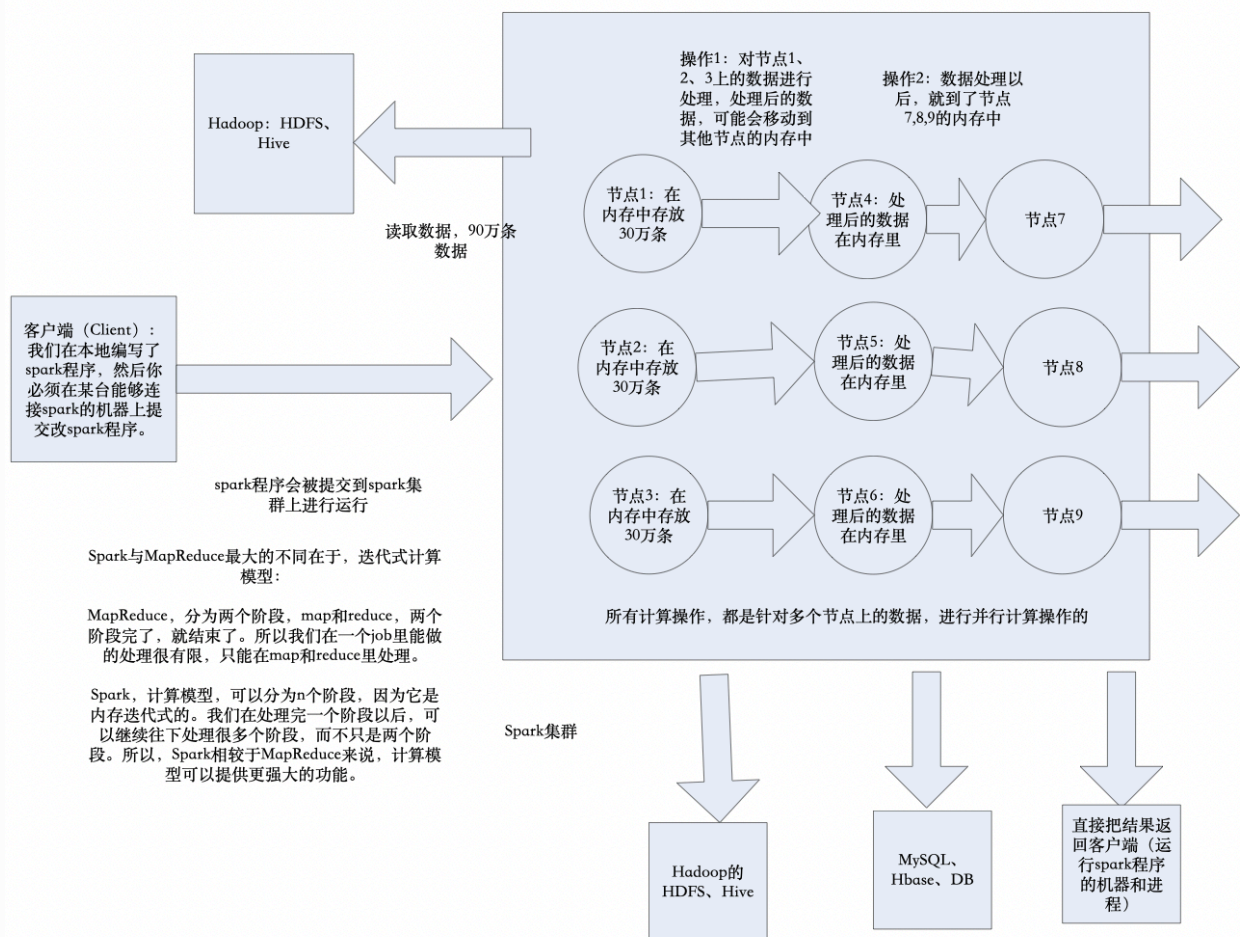 操作1：对节点1、
2、3上的数据进行
处理，处理后的数
据，可能会移动到
其他节点的内存中
操作2：数据处理以
后，就到了节点
7,8,9的内存中
Hadoop：HDFS、
Hive
读取数据，90万条
数据
节点1：在
内存中存放
30万条
节点4：处
理后的数据
在内存里
节点7
客户端（Client）：
我们在本地编写了
spark程序，然后你
必须在某台能够连
接spark的机器上提
交改spark程序。
节点2：在
内存中存放
30万条
节点5：处
理后的数据
在内存里
节点8
spark程序会被提交到spark集
群上进行运行
节点3：在
内存中存放
30万条
节点6：处
理后的数据
在内存里
节点9
所有计算操作，都是针对多个节点上的数据，进行并行计算操作的
Spark与MapReduce最大的不同在于，迭代式计算
模型：
MapReduce，分为两个阶段，map和reduce，两个
阶段完了，就结束了。所以我们在一个job里能做
的处理很有限，只能在map和reduce里处理。
Spark，计算模型，可以分为n个阶段，因为它是
内存迭代式的。我们在处理完一个阶段以后，可
以继续往下处理很多个阶段，而不只是两个阶
段。所以，Spark相较于MapReduce来说，计算模
型可以提供更强大的功能。
Spark集群
Hadoop的
HDFS、Hive
MySQL、
Hbase、DB
直接把结果返
回客户端（运
行spark程序
的机器和进
程）